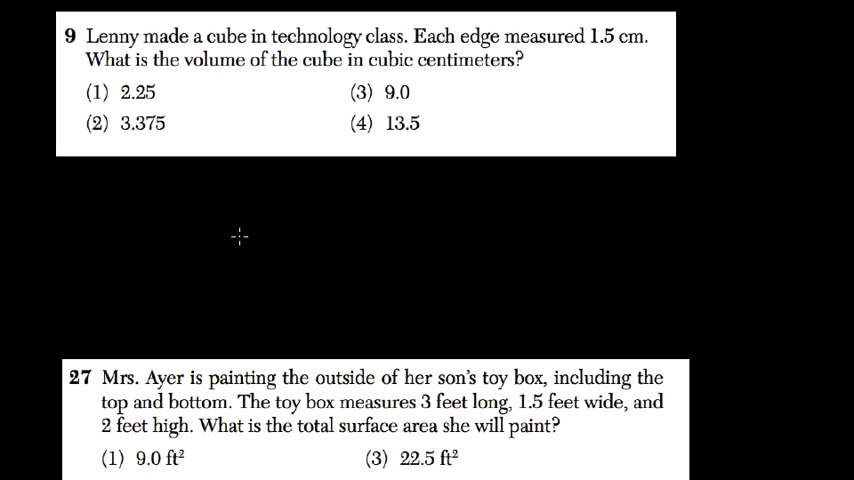 9 Lenny made a cube in technology class. Each edge measured 1.5 cm.
What is the volume of the cube in cubic centimeters?
(1) 2.25 (3) 9.0
(2) 3.375 (4) 13.5
27 Mrs. Ayer is painting the outside of her son's toy box, including the
top and bottom. The toy box measures 3 feet long, 1.5 feet wide, and
2 feet high. What is the total surface area she will paint?
(1) 9.0 ft² (3) 22.5 ft²